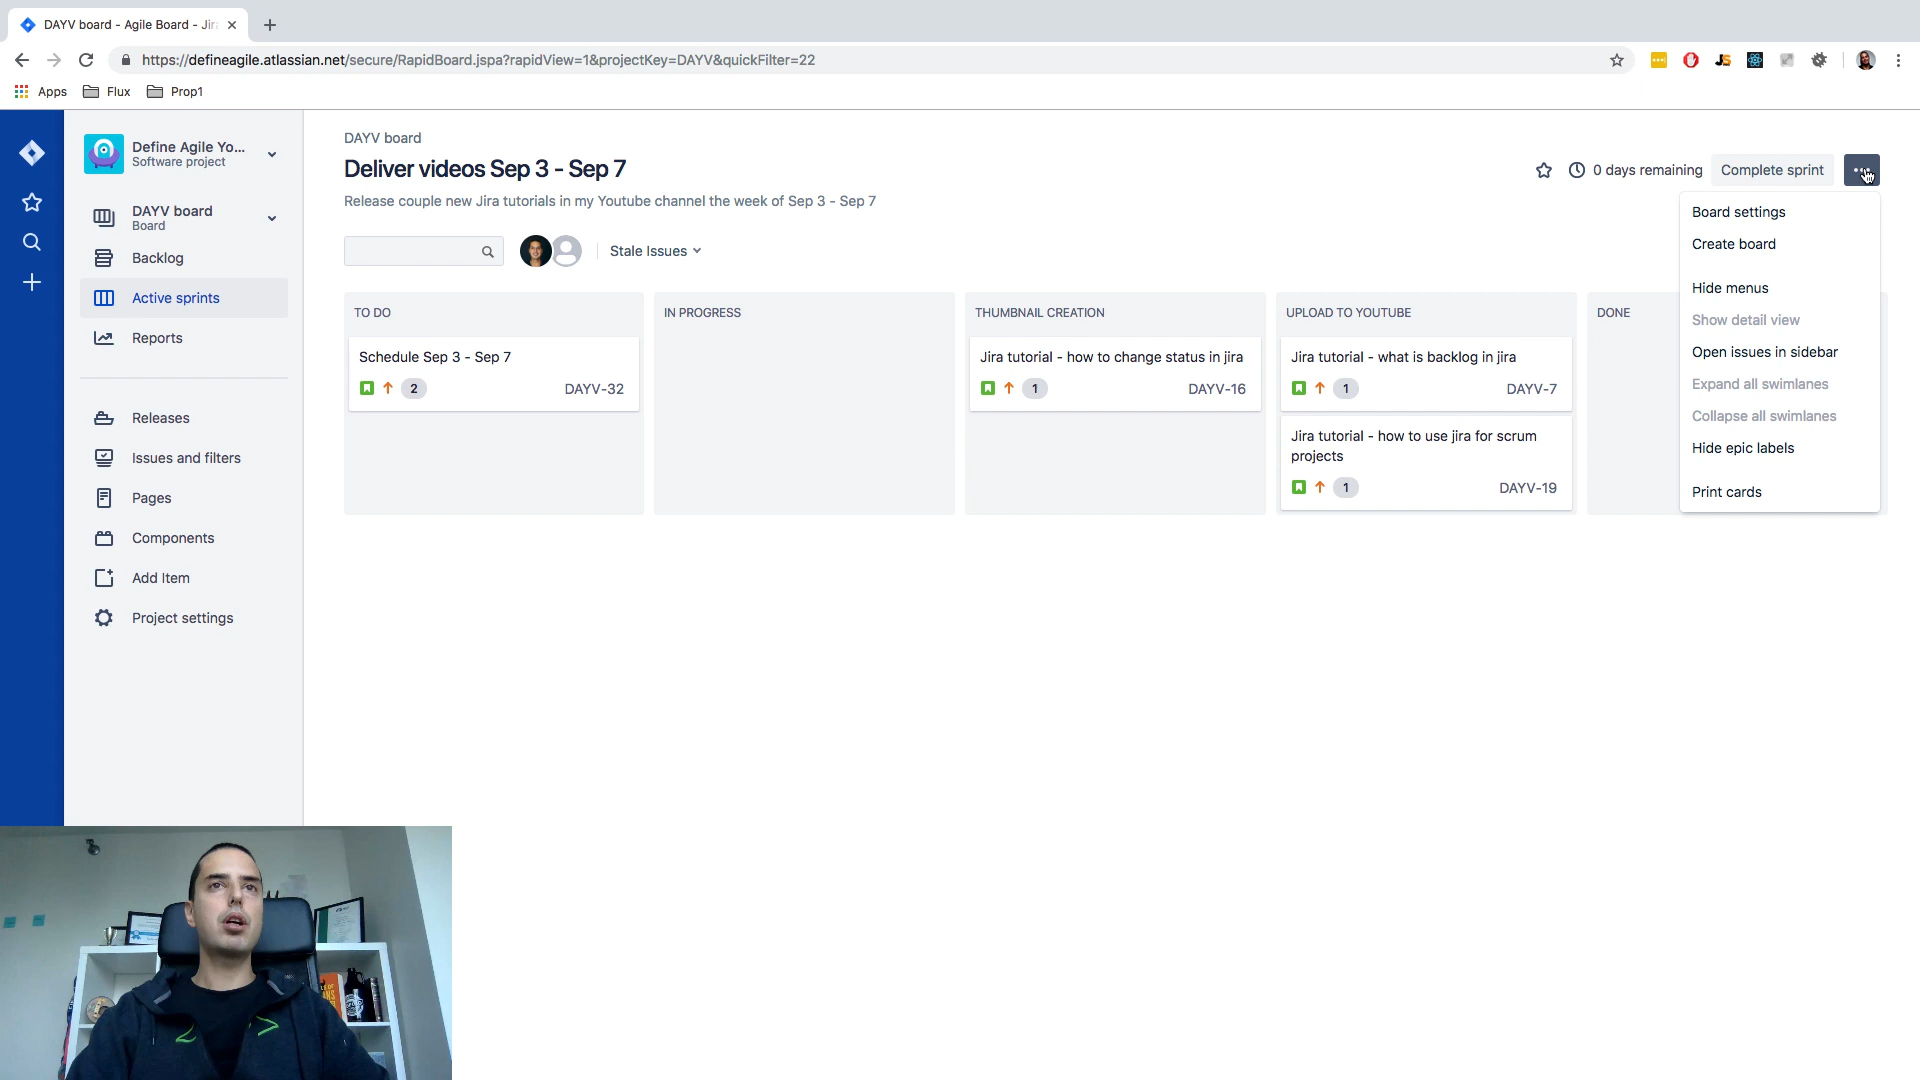 DAYV board - Agile Board - Jir
https://defineagile.atlassian.net/secure/RapidBoard.jspa?rapidView=1&projectKey=DAYV&quickFilter=22
Apps
Flux
Prop1
Define Agile Yo...
Software project
DAYV board
Board
Backlog
Active sprints
Reports
Releases
Issues and filters
Pages
Components
Add Item
Project settings
DAYV board
Deliver videos Sep 3 - Sep 7
Release couple new Jira tutorials in my Youtube channel the week of Sep 3 - Sep 7
0 days remaining
Complete sprint
Stale Issues
TO DO
Schedule Sep 3 - Sep 7
2
DAYV-32
IN PROGRESS
THUMBNAIL CREATION
Jira tutorial - how to change status in jira
1
DAYV-16
UPLOAD TO YOUTUBE
Jira tutorial - what is backlog in jira
1
DAYV-7
Jira tutorial - how to use jira for scrum
projects
1
DAYV-19
DONE
Board settings
Create board
Hide menus
Show detail view
Open issues in sidebar
Expand all swimlanes
Collapse all swimlanes
Hide epic labels
Print cards